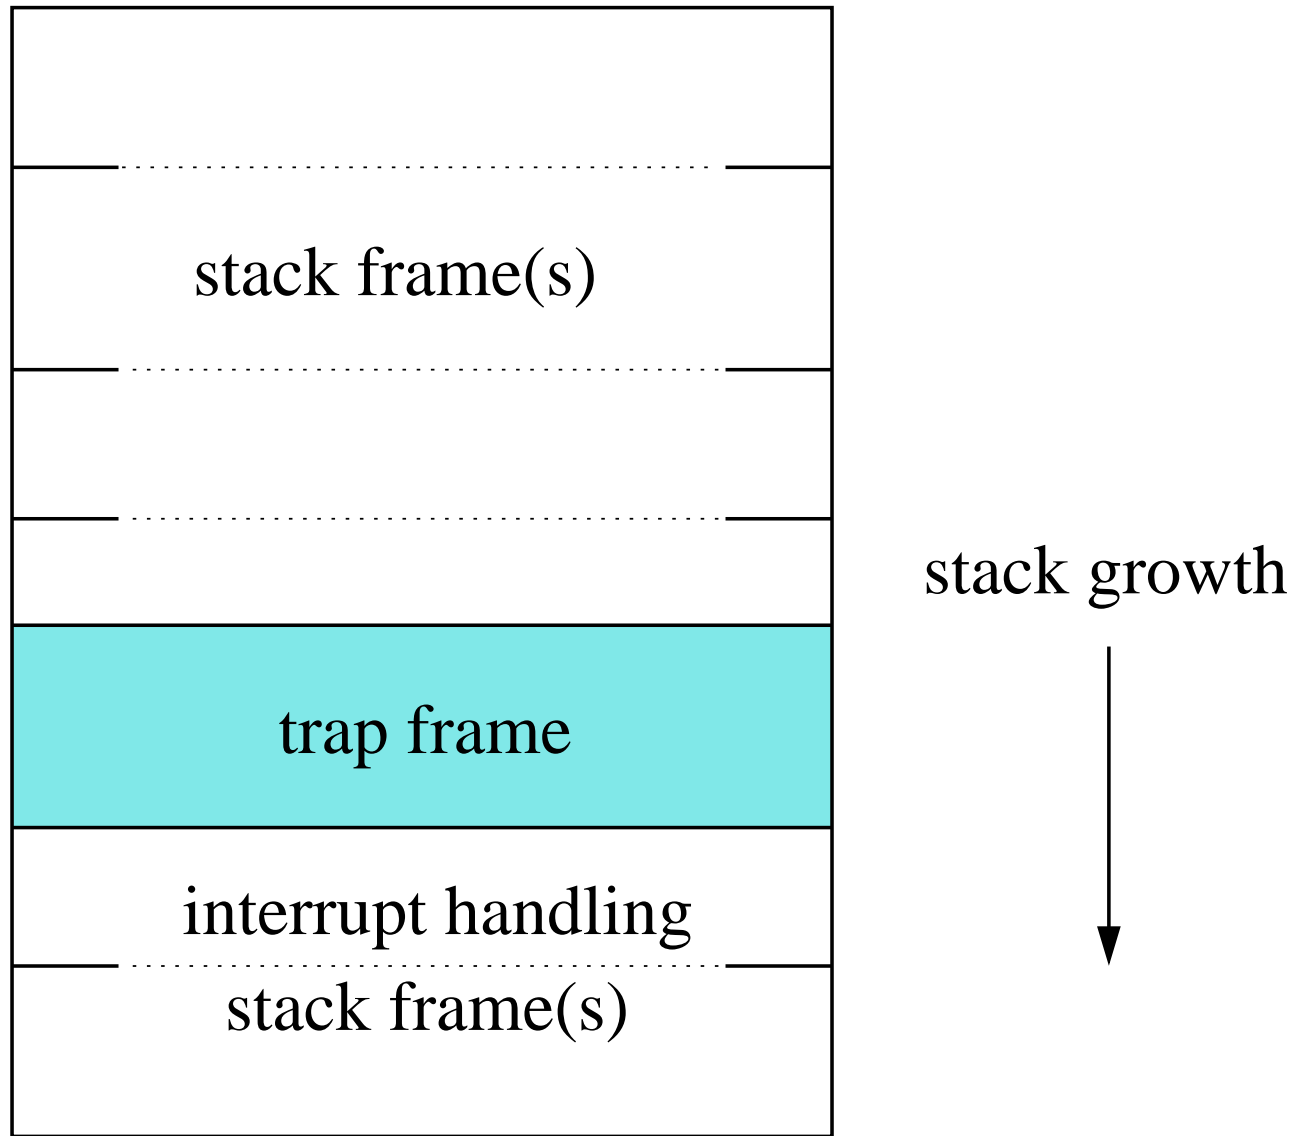 stack frame(s)
stack growth
trap frame
interrupt handling
stack frame(s)